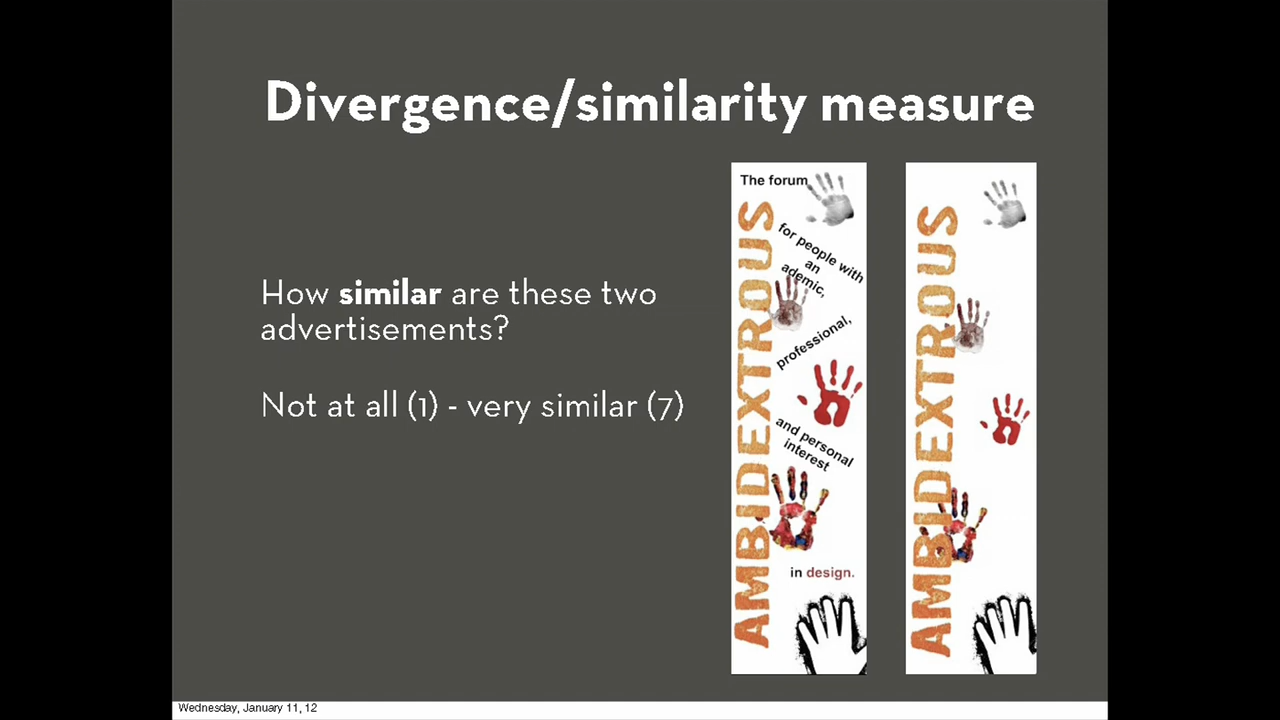 Divergence/similarity measure
How similar are these two
advertisements?
Not at all (1) - very similar (7)
The forum
for people with
an
ademic,
professional,
and personal
interest
in design.
AMBIDEXTROUS
AMBIDEXTROUS
Wednesday, January 11, 12